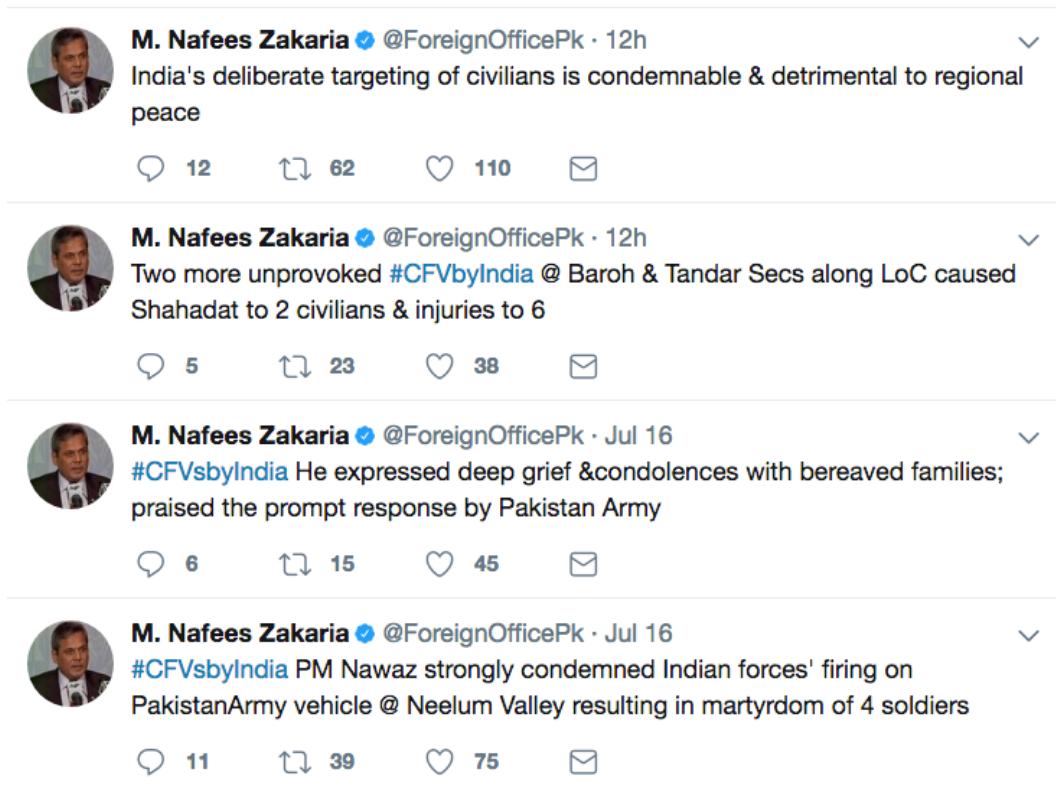 M. Nafees Zakaria @ForeignOfficePk · 12h
India's deliberate targeting of civilians is condemnable & detrimental to regional
peace
12 62 110
M. Nafees Zakaria @ForeignOfficePk · 12h
Two more unprovoked #CFVbyIndia @ Baroh & Tandar Secs along LoC caused
Shahadat to 2 civilians & injuries to 6
5 23 38
M. Nafees Zakaria @ForeignOfficePk · Jul 16
#CFVsbyIndia He expressed deep grief &condolences with bereaved families;
praised the prompt response by Pakistan Army
6 15 45
M. Nafees Zakaria @ForeignOfficePk · Jul 16
#CFVsbyIndia PM Nawaz strongly condemned Indian forces' firing on
PakistanArmy vehicle @ Neelum Valley resulting in martyrdom of 4 soldiers
11 39 75